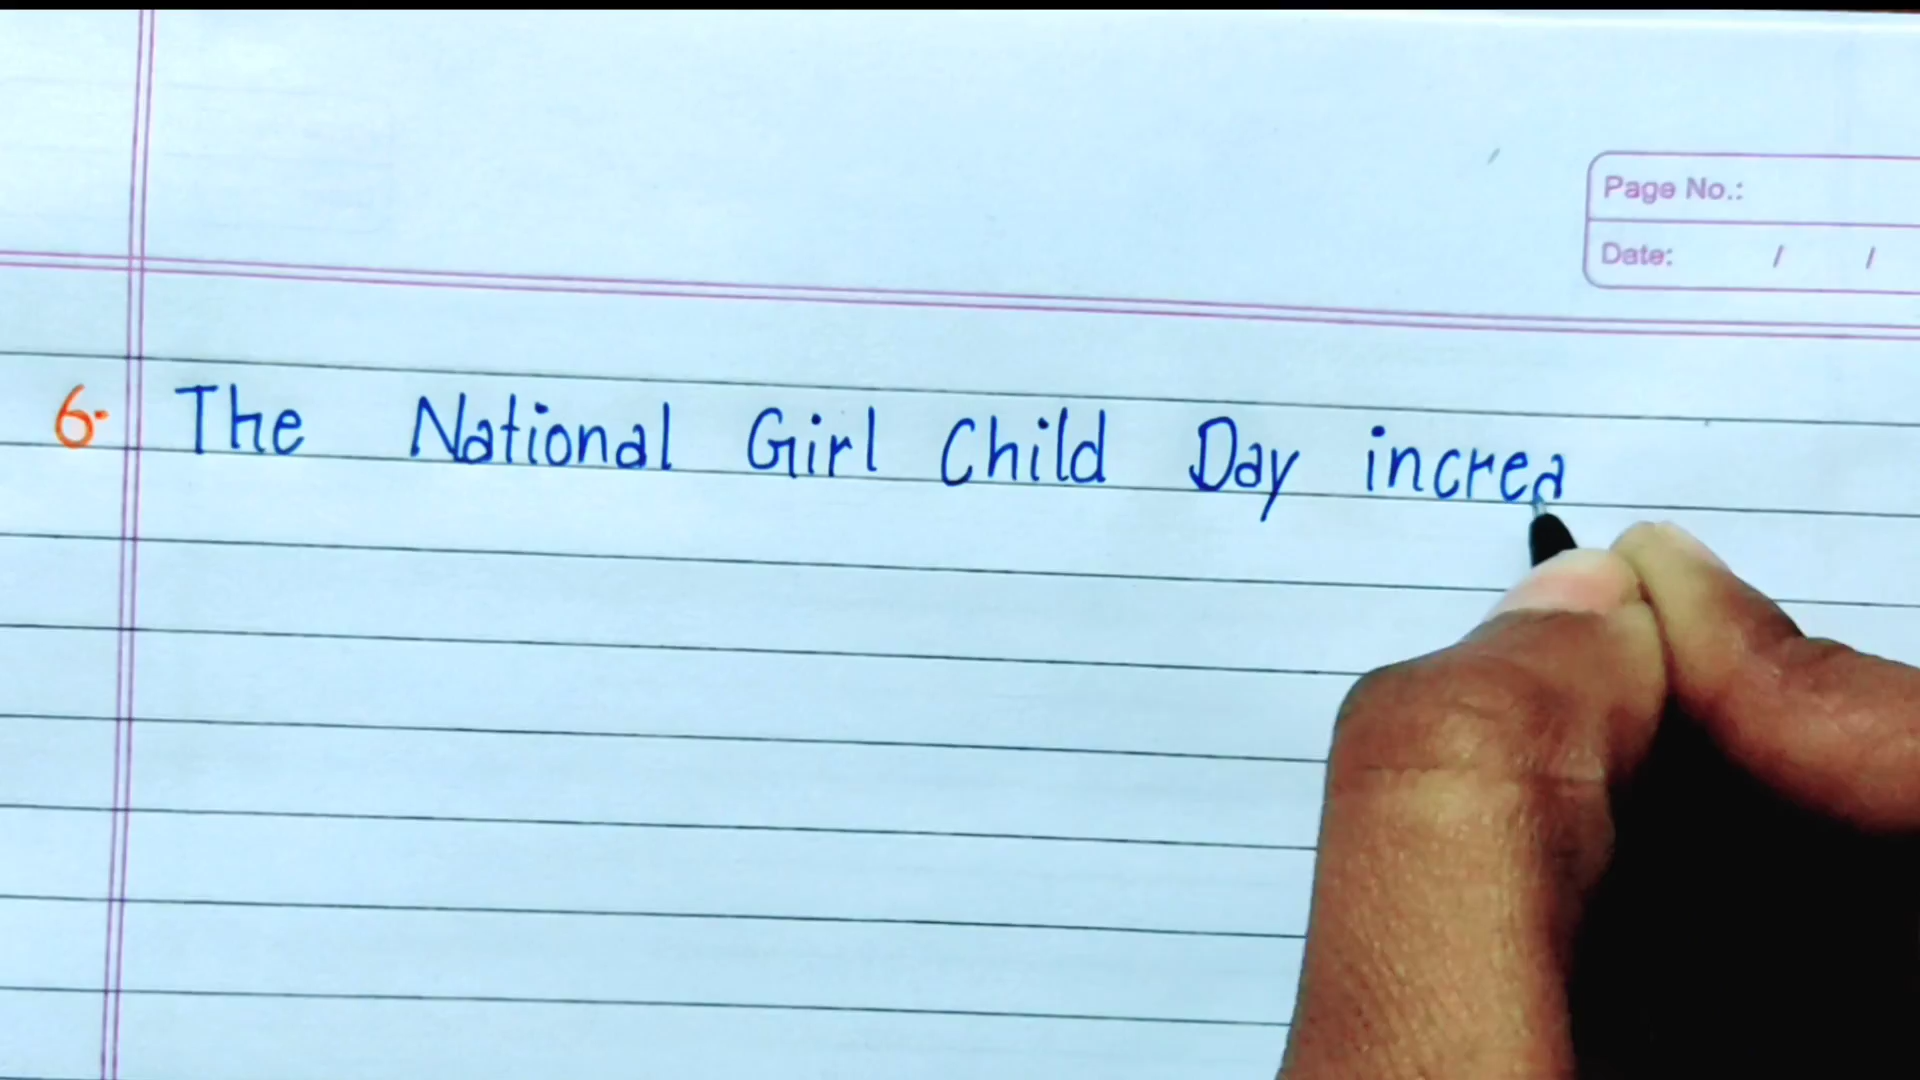 Page No.:
Date: / /
6. The National Girl Child Day increa